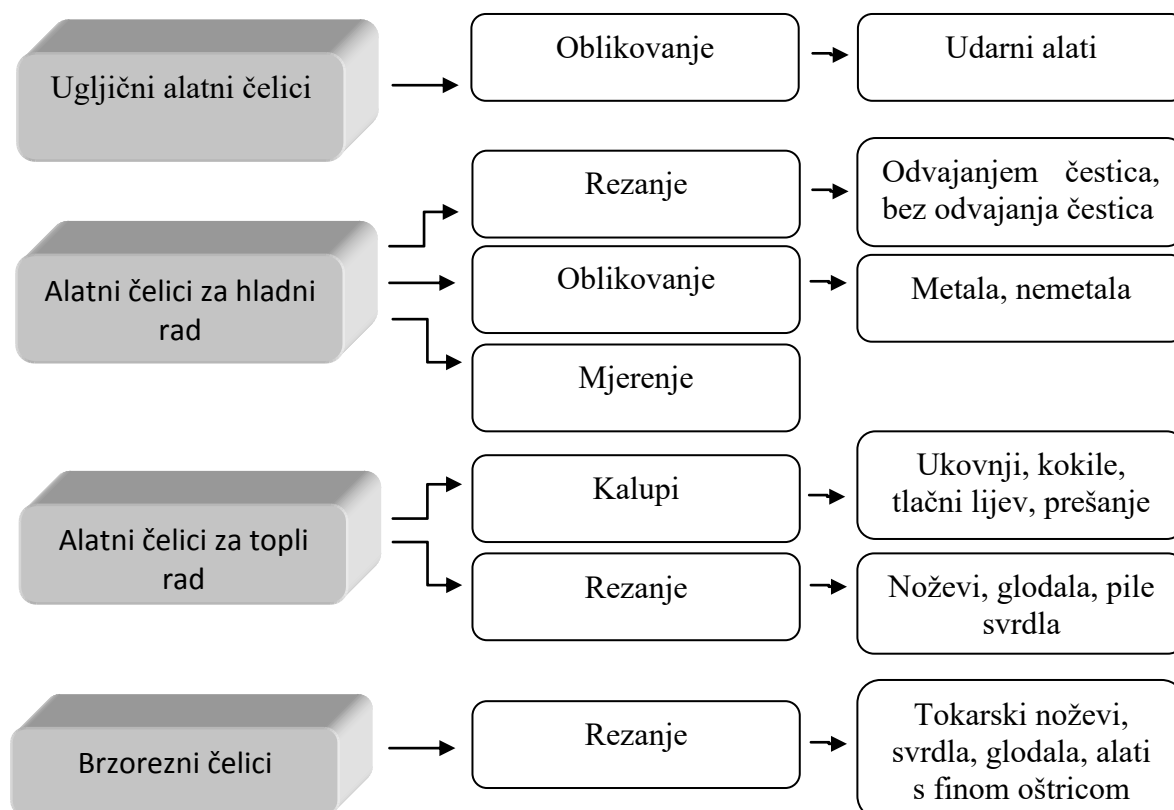 Ugljični alatni čelici
Oblikovanje
Udarni alati
Alatni čelici za hladni
rad
Rezanje
Odvajanjem čestica,
bez odvajanja čestica
Oblikovanje
Metala, nemetala
Mjerenje
Alatni čelici za topli
rad
Kalupi
Ukovnji, kokile,
tlačni lijev, prešanje
Rezanje
Noževi, glodala, pile
svrdla
Brzorezni čelici
Rezanje
Tokarski noževi,
svrdla, glodala, alati
s finom oštricom